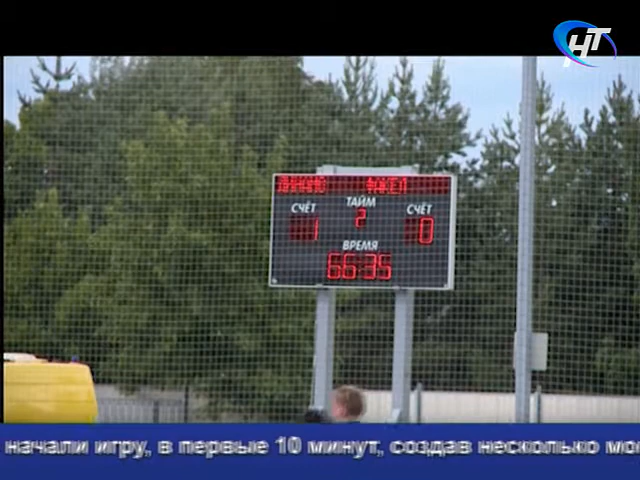 НТ
ДИНАМО ФАКЕЛ
СЧЁТ ТАЙМ СЧЁТ
1 2 0
ВРЕМЯ
66:35
начали игру, в первые 10 минут, создав несколько мо